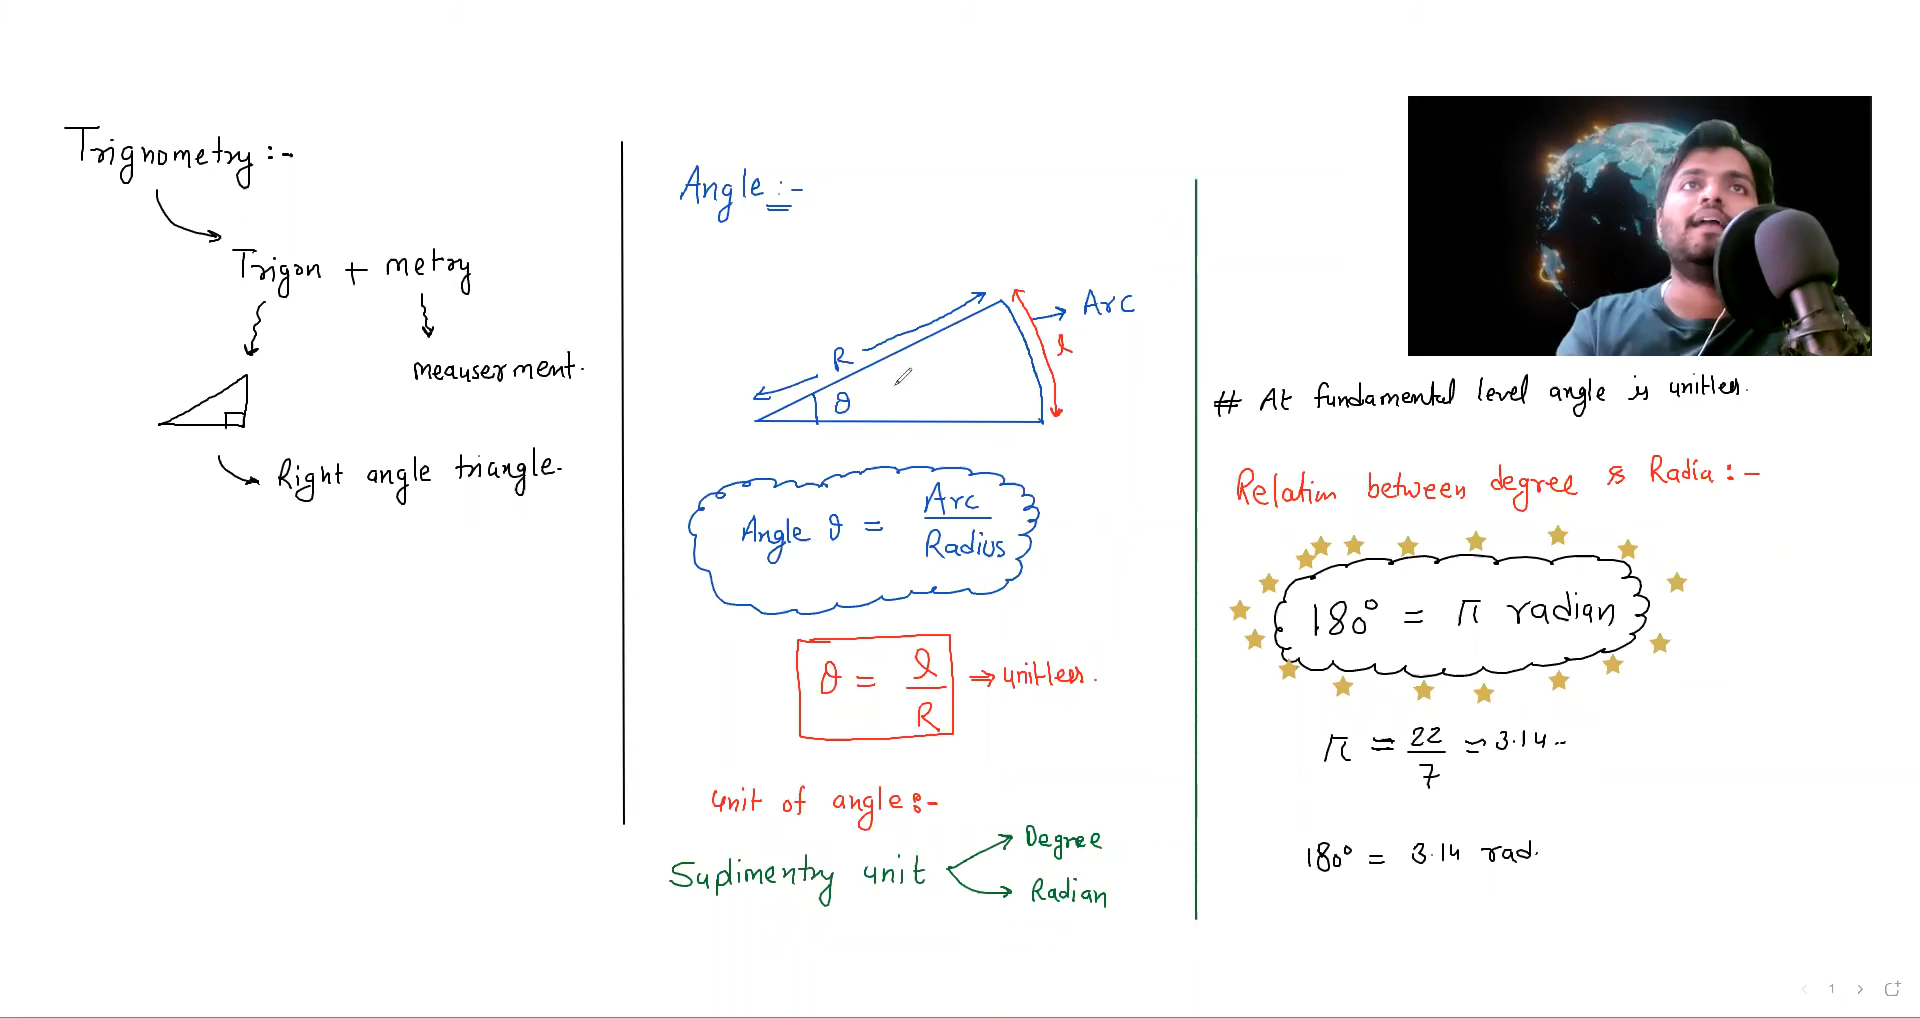 Trignometry :-
Trigon + metry
meauserment.
Right angle triangle.
Angle :-
Arc
R
l
θ
Angle θ = Arc / Radius
θ = l / R ⇒ unitless.
unit of angle :-
Suplimentry unit
Degree
Radian
# At fundamental level angle is unitless.
Relation between degree & Radia :-
180° = π radian
π = 22 / 7 ≃ 3.14..
180° = 3.14 rad.
1